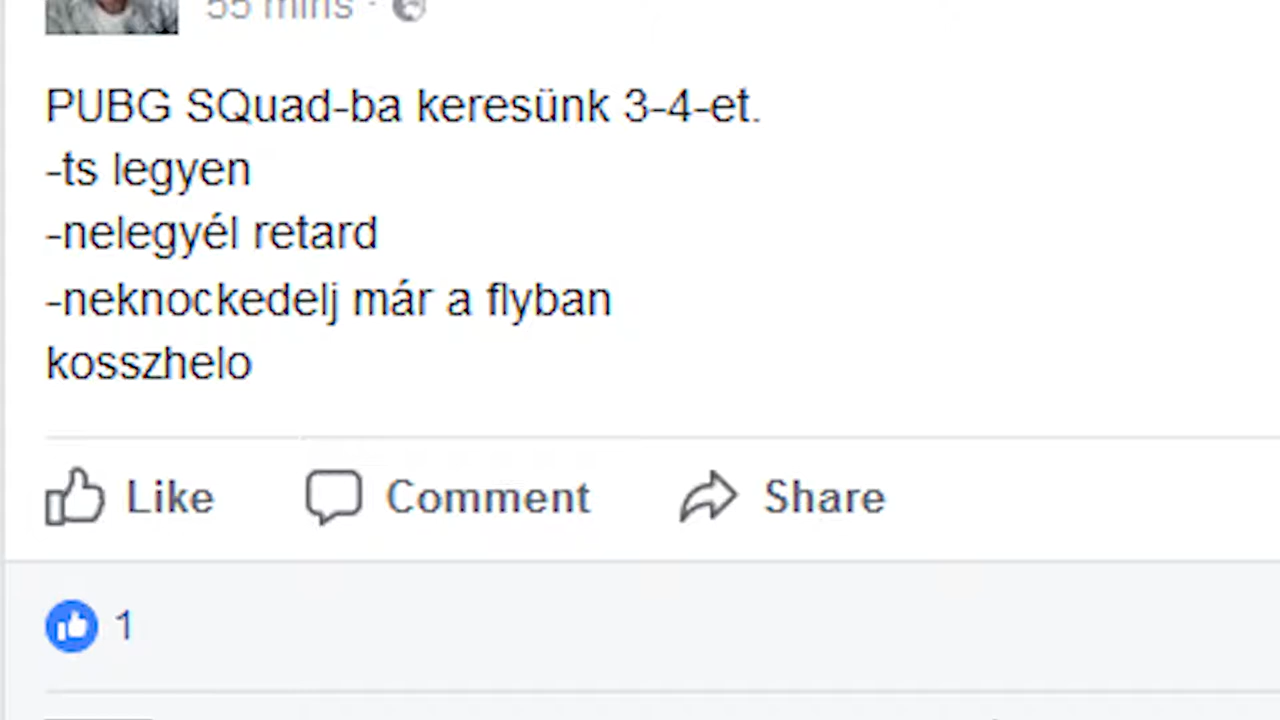 55 mins ·
PUBG SQuad-ba keresünk 3-4-et.
-ts legyen
-nelegyél retard
-neknockedelj már a flyban
kosszhelo
Like Comment Share
1